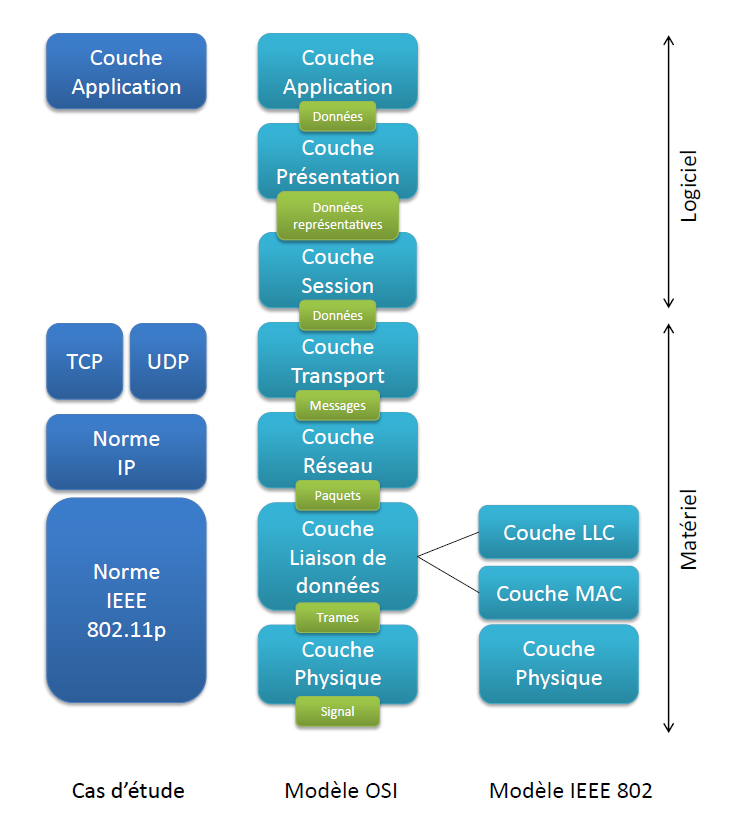 Couche
Application
TCP
UDP
Norme
IP
Norme
IEEE
802.11p
Cas d'étude
Couche
Application
Données
Couche
Présentation
Données
représentatives
Couche
Session
Données
Couche
Transport
Messages
Couche
Réseau
Paquets
Couche
Liaison de
données
Trames
Couche
Physique
Signal
Modèle OSI
Couche LLC
Couche MAC
Couche
Physique
Modèle IEEE 802
Logiciel
Matériel